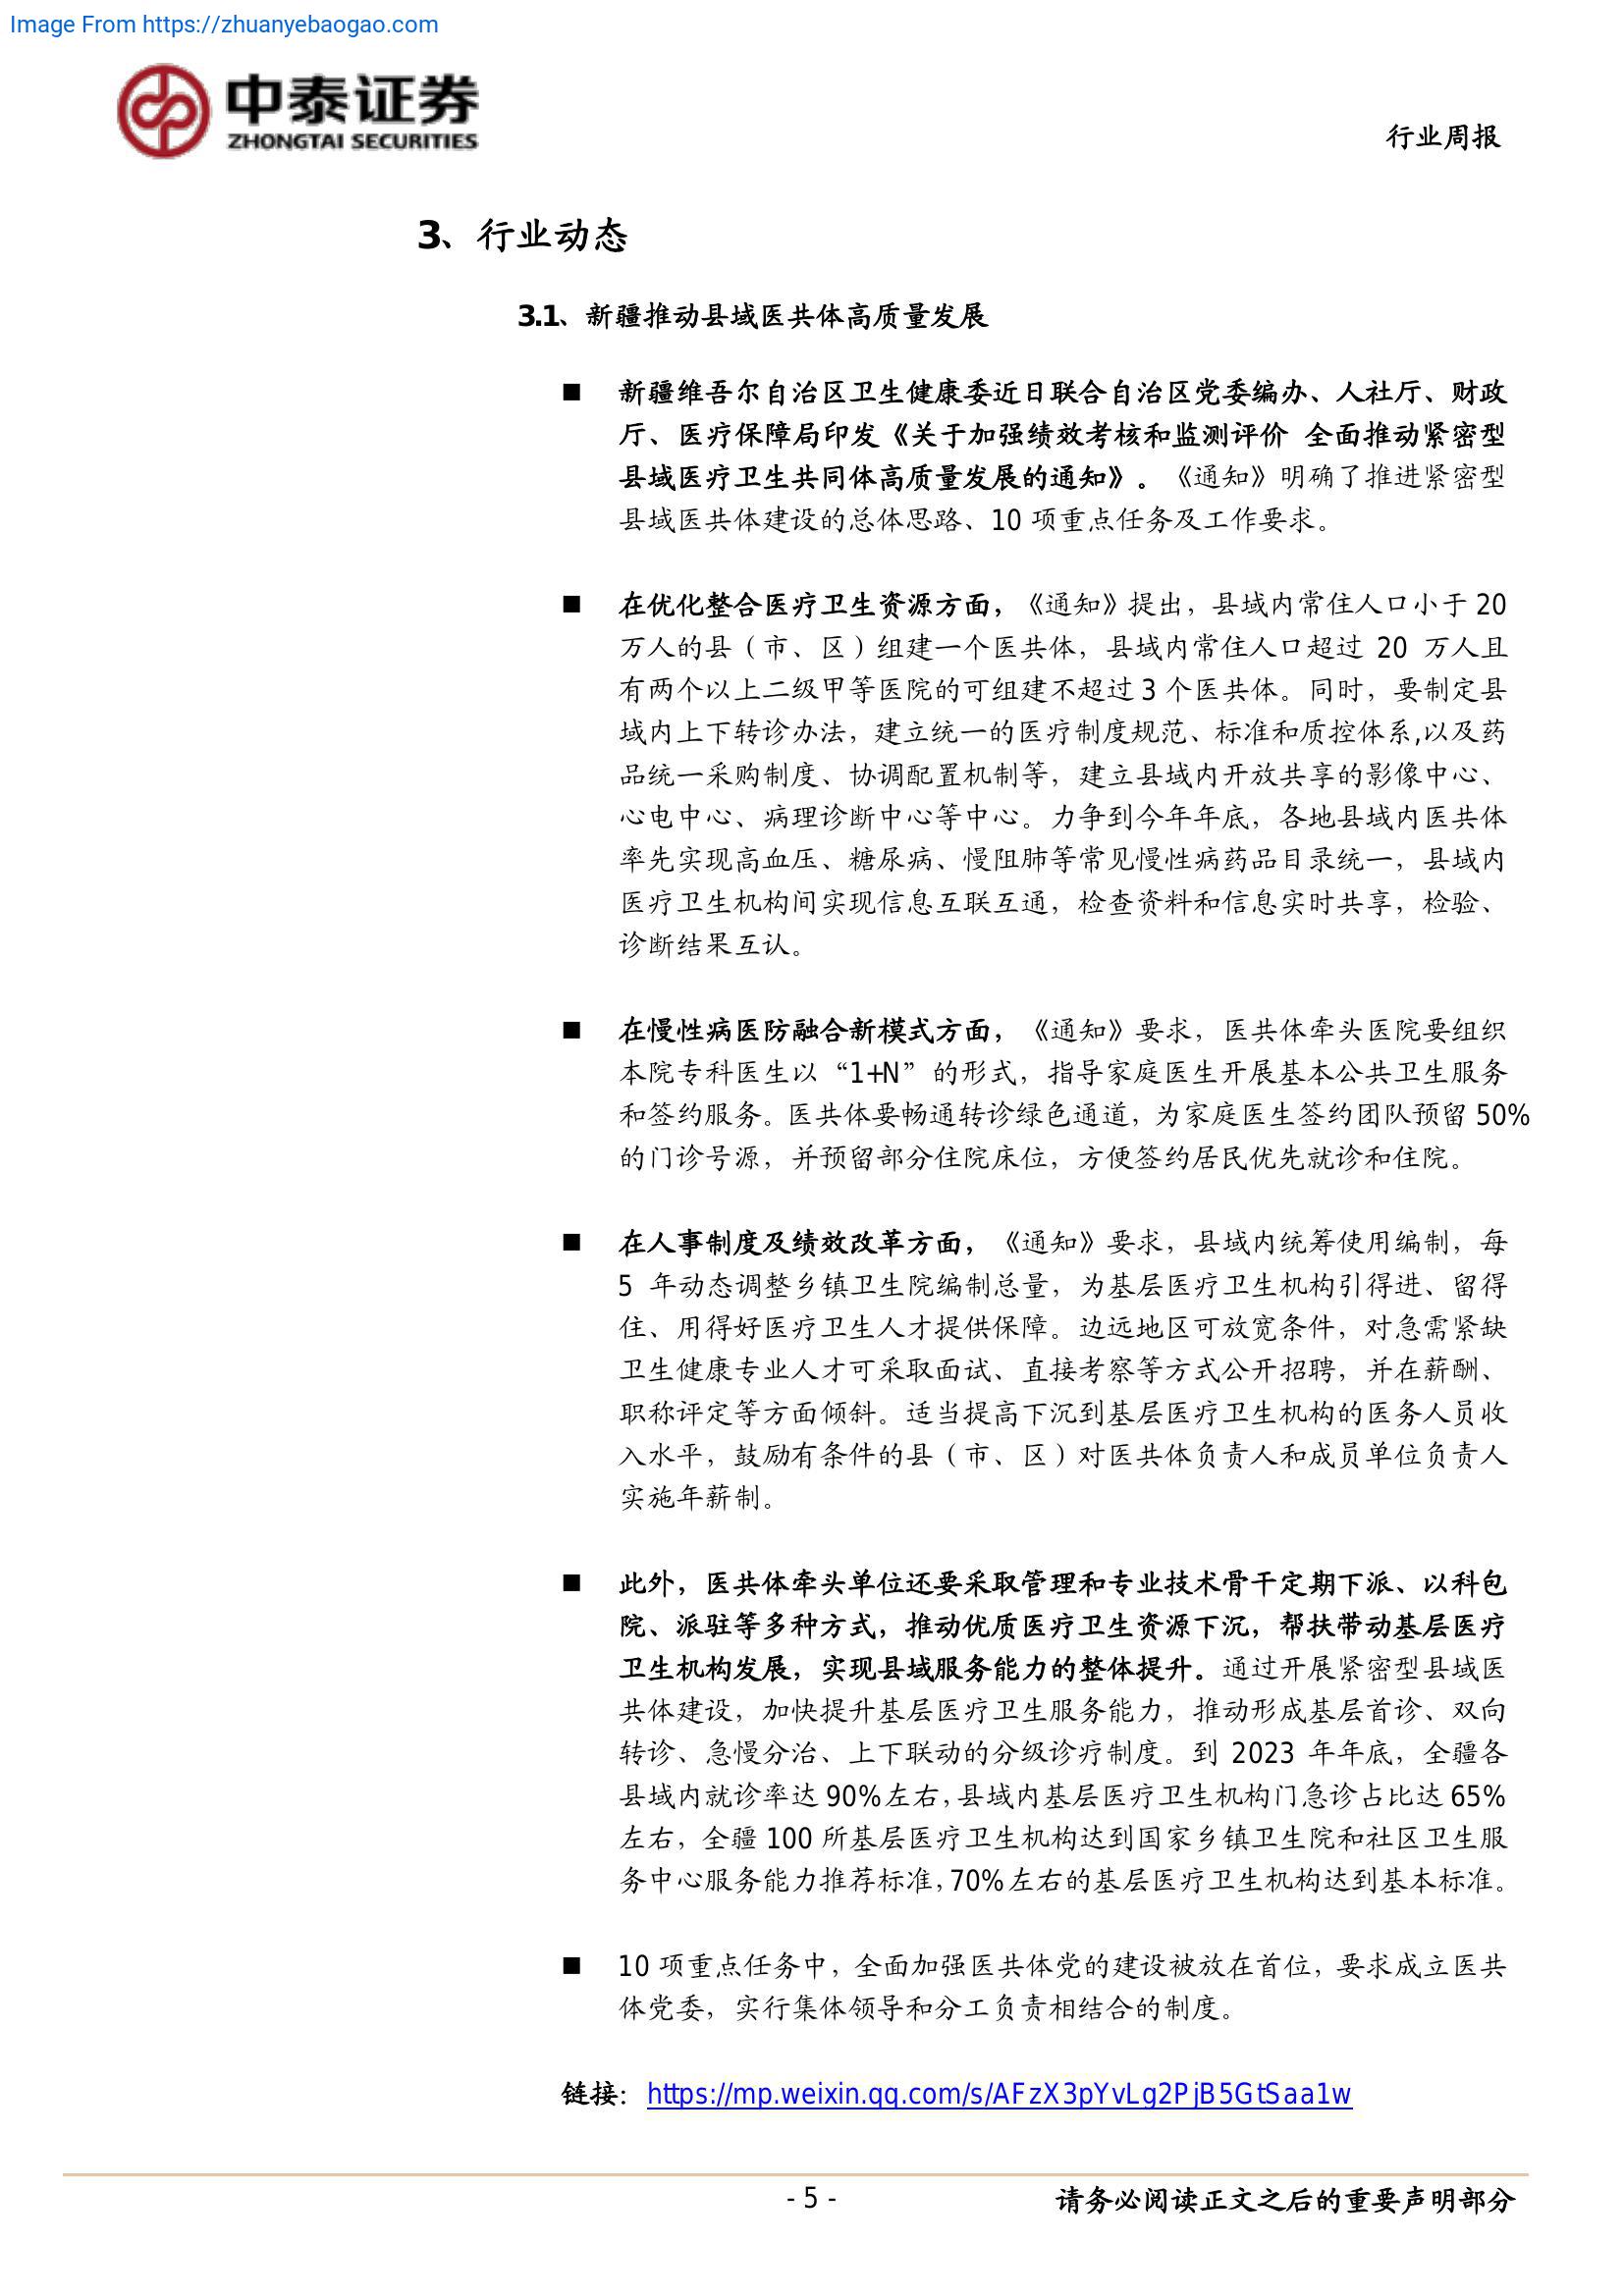 Image From https://zhuanyebaogao.com
中泰证券
ZHONGTAI SECURITIES
行业周报
3、行业动态
3.1、新疆推动县域医共体高质量发展
■ 新疆维吾尔自治区卫生健康委近日联合自治区党委编办、人社厅、财政
厅、医疗保障局印发《关于加强绩效考核和监测评价 全面推动紧密型
县域医疗卫生共同体高质量发展的通知》。《通知》明确了推进紧密型
县域医共体建设的总体思路、10 项重点任务及工作要求。
■ 在优化整合医疗卫生资源方面，《通知》提出，县域内常住人口小于 20
万人的县（市、区）组建一个医共体，县域内常住人口超过 20 万人且
有两个以上二级甲等医院的可组建不超过 3 个医共体。同时，要制定县
域内上下转诊办法，建立统一的医疗制度规范、标准和质控体系,以及药
品统一采购制度、协调配置机制等，建立县域内开放共享的影像中心、
心电中心、病理诊断中心等中心。力争到今年年底，各地县域内医共体
率先实现高血压、糖尿病、慢阻肺等常见慢性病药品目录统一，县域内
医疗卫生机构间实现信息互联互通，检查资料和信息实时共享，检验、
诊断结果互认。
■ 在慢性病医防融合新模式方面，《通知》要求，医共体牵头医院要组织
本院专科医生以“1+N”的形式，指导家庭医生开展基本公共卫生服务
和签约服务。医共体要畅通转诊绿色通道，为家庭医生签约团队预留 50%
的门诊号源，并预留部分住院床位，方便签约居民优先就诊和住院。
■ 在人事制度及绩效改革方面，《通知》要求，县域内统筹使用编制，每
5 年动态调整乡镇卫生院编制总量，为基层医疗卫生机构引得进、留得
住、用得好医疗卫生人才提供保障。边远地区可放宽条件，对急需紧缺
卫生健康专业人才可采取面试、直接考察等方式公开招聘，并在薪酬、
职称评定等方面倾斜。适当提高下沉到基层医疗卫生机构的医务人员收
入水平，鼓励有条件的县（市、区）对医共体负责人和成员单位负责人
实施年薪制。
■ 此外，医共体牵头单位还要采取管理和专业技术骨干定期下派、以科包
院、派驻等多种方式，推动优质医疗卫生资源下沉，帮扶带动基层医疗
卫生机构发展，实现县域服务能力的整体提升。通过开展紧密型县域医
共体建设，加快提升基层医疗卫生服务能力，推动形成基层首诊、双向
转诊、急慢分治、上下联动的分级诊疗制度。到 2023 年年底，全疆各
县域内就诊率达 90%左右，县域内基层医疗卫生机构门急诊占比达 65%
左右，全疆 100 所基层医疗卫生机构达到国家乡镇卫生院和社区卫生服
务中心服务能力推荐标准，70%左右的基层医疗卫生机构达到基本标准。
■ 10 项重点任务中，全面加强医共体党的建设被放在首位，要求成立医共
体党委，实行集体领导和分工负责相结合的制度。
链接：https://mp.weixin.qq.com/s/AFzX3pYvLg2PjB5GtSaa1w
- 5 -
请务必阅读正文之后的重要声明部分